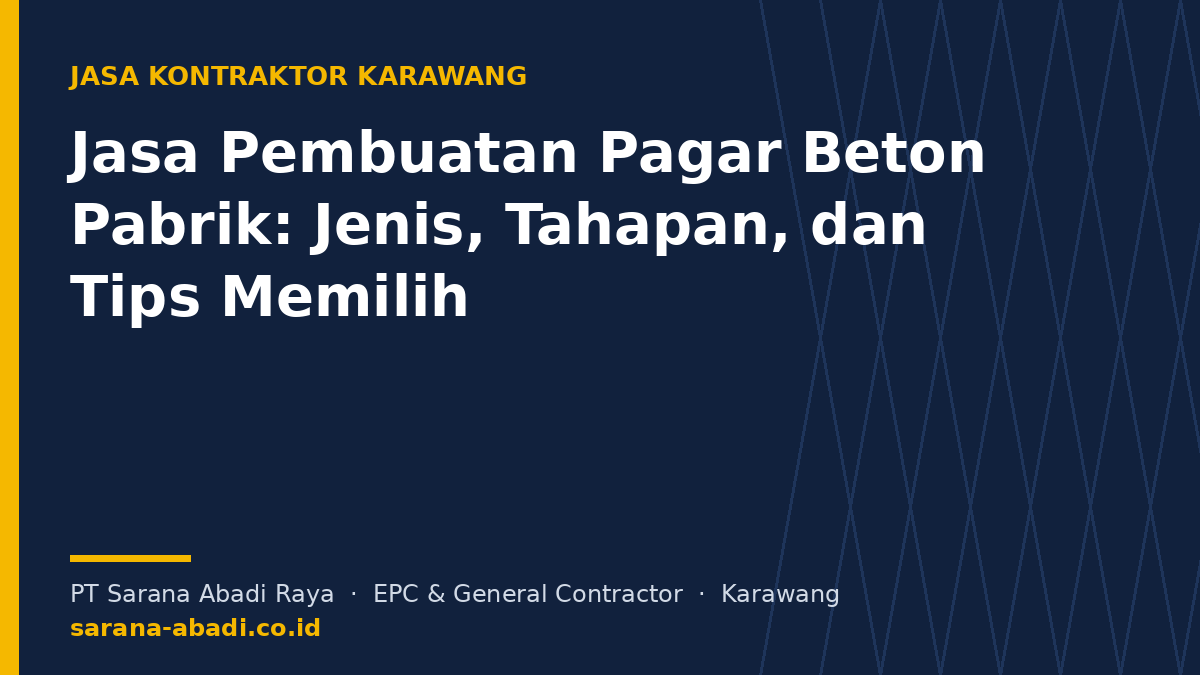 JASA KONTRAKTOR KARAWANG
Jasa Pembuatan Pagar Beton
Pabrik: Jenis, Tahapan, dan
Tips Memilih
PT Sarana Abadi Raya · EPC & General Contractor · Karawang
sarana-abadi.co.id